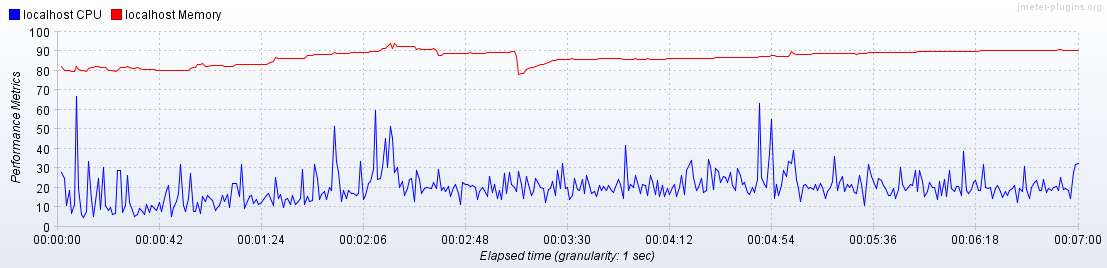 jmeter-plugins.org
localhost CPU localhost Memory
100
90
80
70
60
50
40
30
20
10
0
Performance Metrics
00:00:00 00:00:42 00:01:24 00:02:06 00:02:48 00:03:30 00:04:12 00:04:54 00:05:36 00:06:18 00:07:00
Elapsed time (granularity: 1 sec)